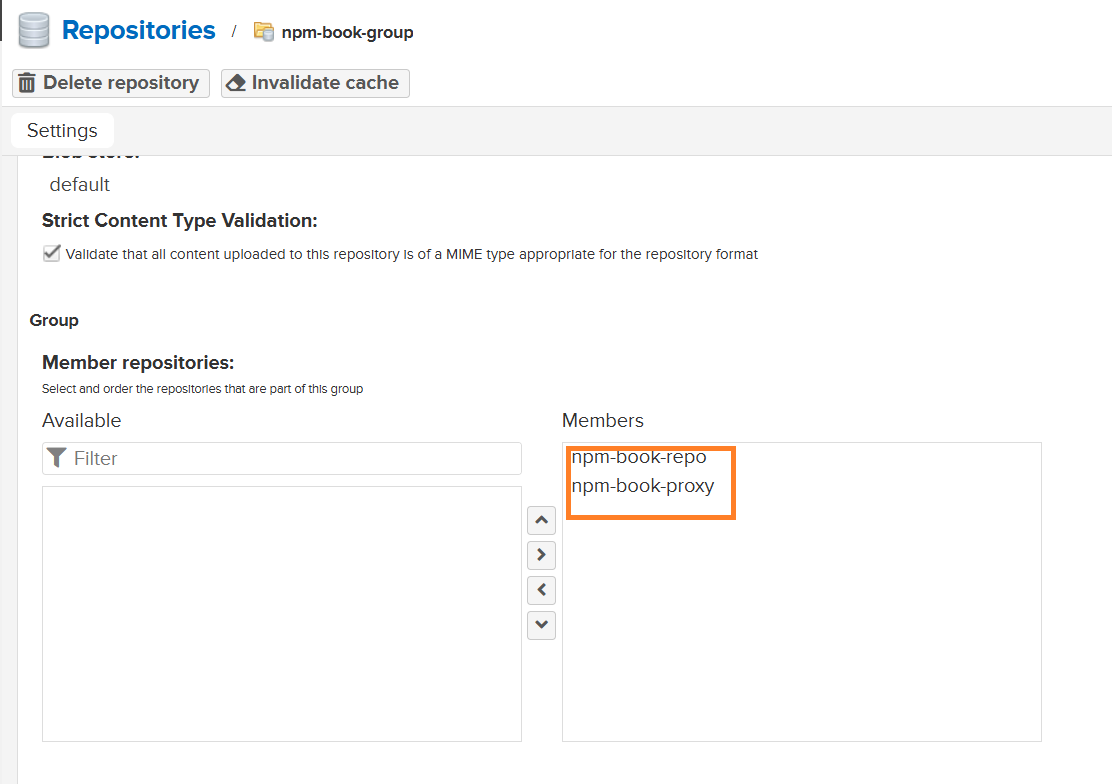 Repositories / npm-book-group
Delete repository Invalidate cache
Settings
Blob store:
default
Strict Content Type Validation:
Validate that all content uploaded to this repository is of a MIME type appropriate for the repository format
Group
Member repositories:
Select and order the repositories that are part of this group
Available
Filter
Members
npm-book-repo
npm-book-proxy